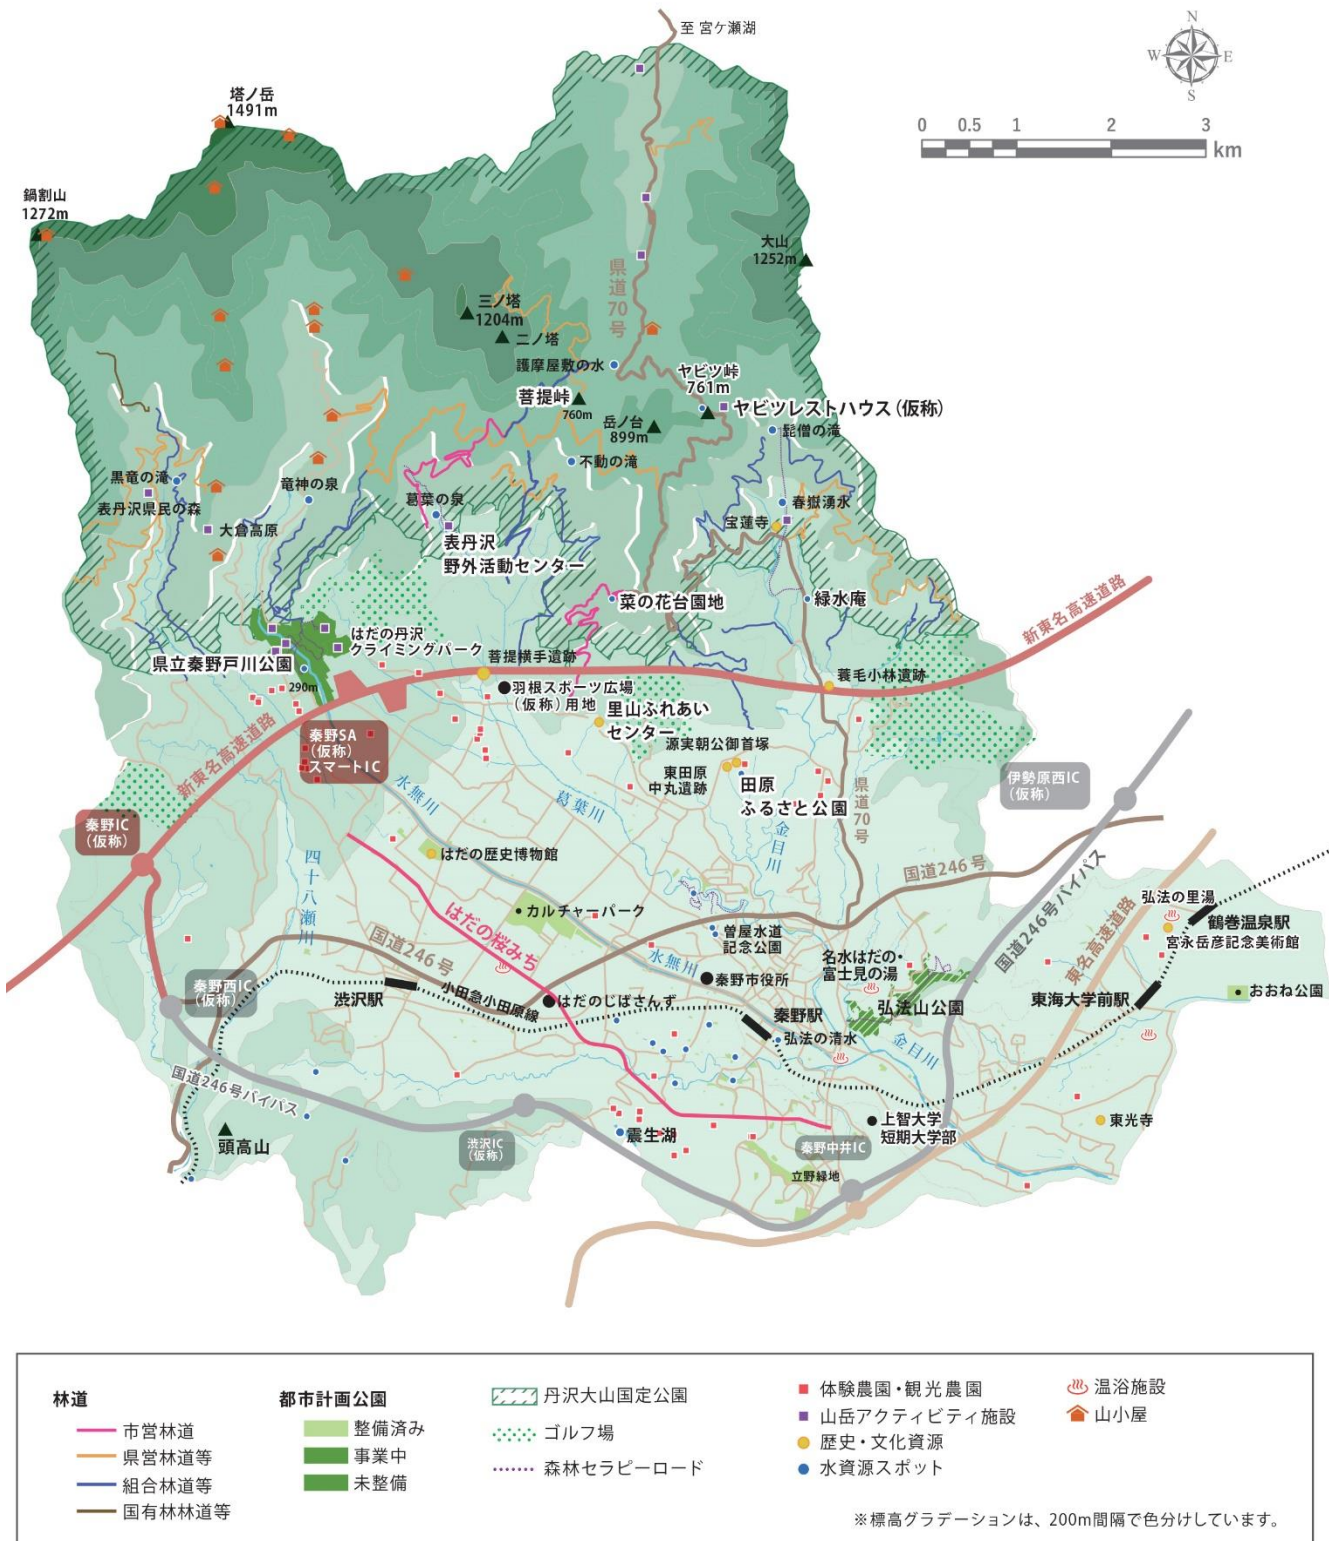 至 宮ケ瀬湖
N
W
E
S
0 0.5 1 2 3
km
塔ノ岳
1491m
鍋割山
1272m
大山
1252m
県道70号
三ノ塔
1204m
二ノ塔
護摩屋敷の水
ヤビツ峠
761m
菩提峠
760m
ヤビツレストハウス(仮称)
岳ノ台
899m
髭僧の滝
不動の滝
黒竜の滝
表丹沢県民の森
竜神の泉
葛葉の泉
春嶽湧水
宝蓮寺
大倉高原
表丹沢
野外活動センター
菜の花台園地
緑水庵
新東名高速道路
はだの丹沢
クライミングパーク
県立秦野戸川公園
290m
菩提横手遺跡
蓑毛小林遺跡
羽根スポーツ広場
(仮称)用地
里山ふれあい
センター
新東名高速道路
秦野SA
(仮称)
スマートIC
源実朝公御首塚
東田原
中丸遺跡
田原
ふるさと公園
県道70号
伊勢原西IC
(仮称)
水無川
葛葉川
金目川
秦野IC
(仮称)
四十八瀬川
はだの歴史博物館
国道246号
国道246号バイパス
東名高速道路
弘法の里湯
鶴巻温泉駅
宮永岳彦記念美術館
はだの桜みち
カルチャーパーク
曽屋水道
記念公園
国道246号
水無川
秦野市役所
名水はだの・
富士見の湯
弘法山公園
東海大学前駅
おおね公園
秦野西IC
(仮称)
渋沢駅
小田急小田原線
はだのじばさんず
秦野駅
弘法の清水
金目川
国道246号バイパス
頭高山
渋沢IC
(仮称)
震生湖
秦野中井IC
上智大学
短期大学部
東光寺
立野緑地
林道
市営林道
県営林道等
組合林道等
国有林林道等
都市計画公園
整備済み
事業中
未整備
丹沢大山国定公園
ゴルフ場
森林セラピーロード
体験農園・観光農園
山岳アクティビティ施設
歴史・文化資源
水資源スポット
温浴施設
山小屋
※標高グラデーションは、200m間隔で色分けしています。